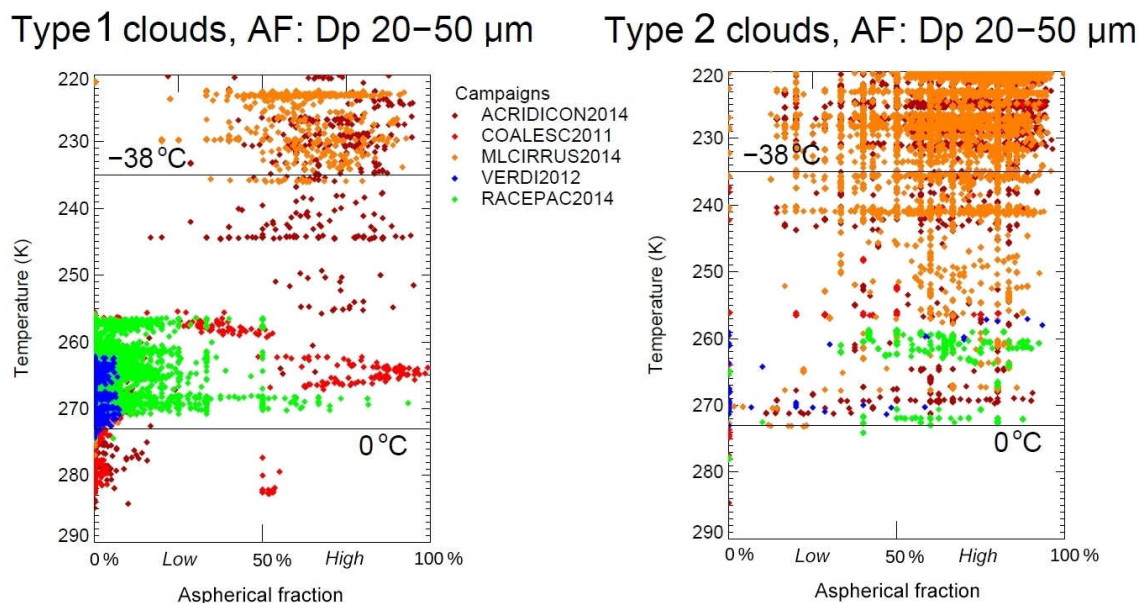 Type 1 clouds, AF: Dp 20−50 µm
220
230
240
250
260
270
280
290
Temperature (K)
−38 °C
0 °C
0 %
Low
50 %
High
100 %
Aspherical fraction
Campaigns
ACRIDICON2014
COALESC2011
MLCIRRUS2014
VERDI2012
RACEPAC2014
Type 2 clouds, AF: Dp 20−50 µm
220
230
240
250
260
270
280
290
Temperature (K)
−38 °C
0 °C
0 %
Low
50 %
High
100 %
Aspherical fraction